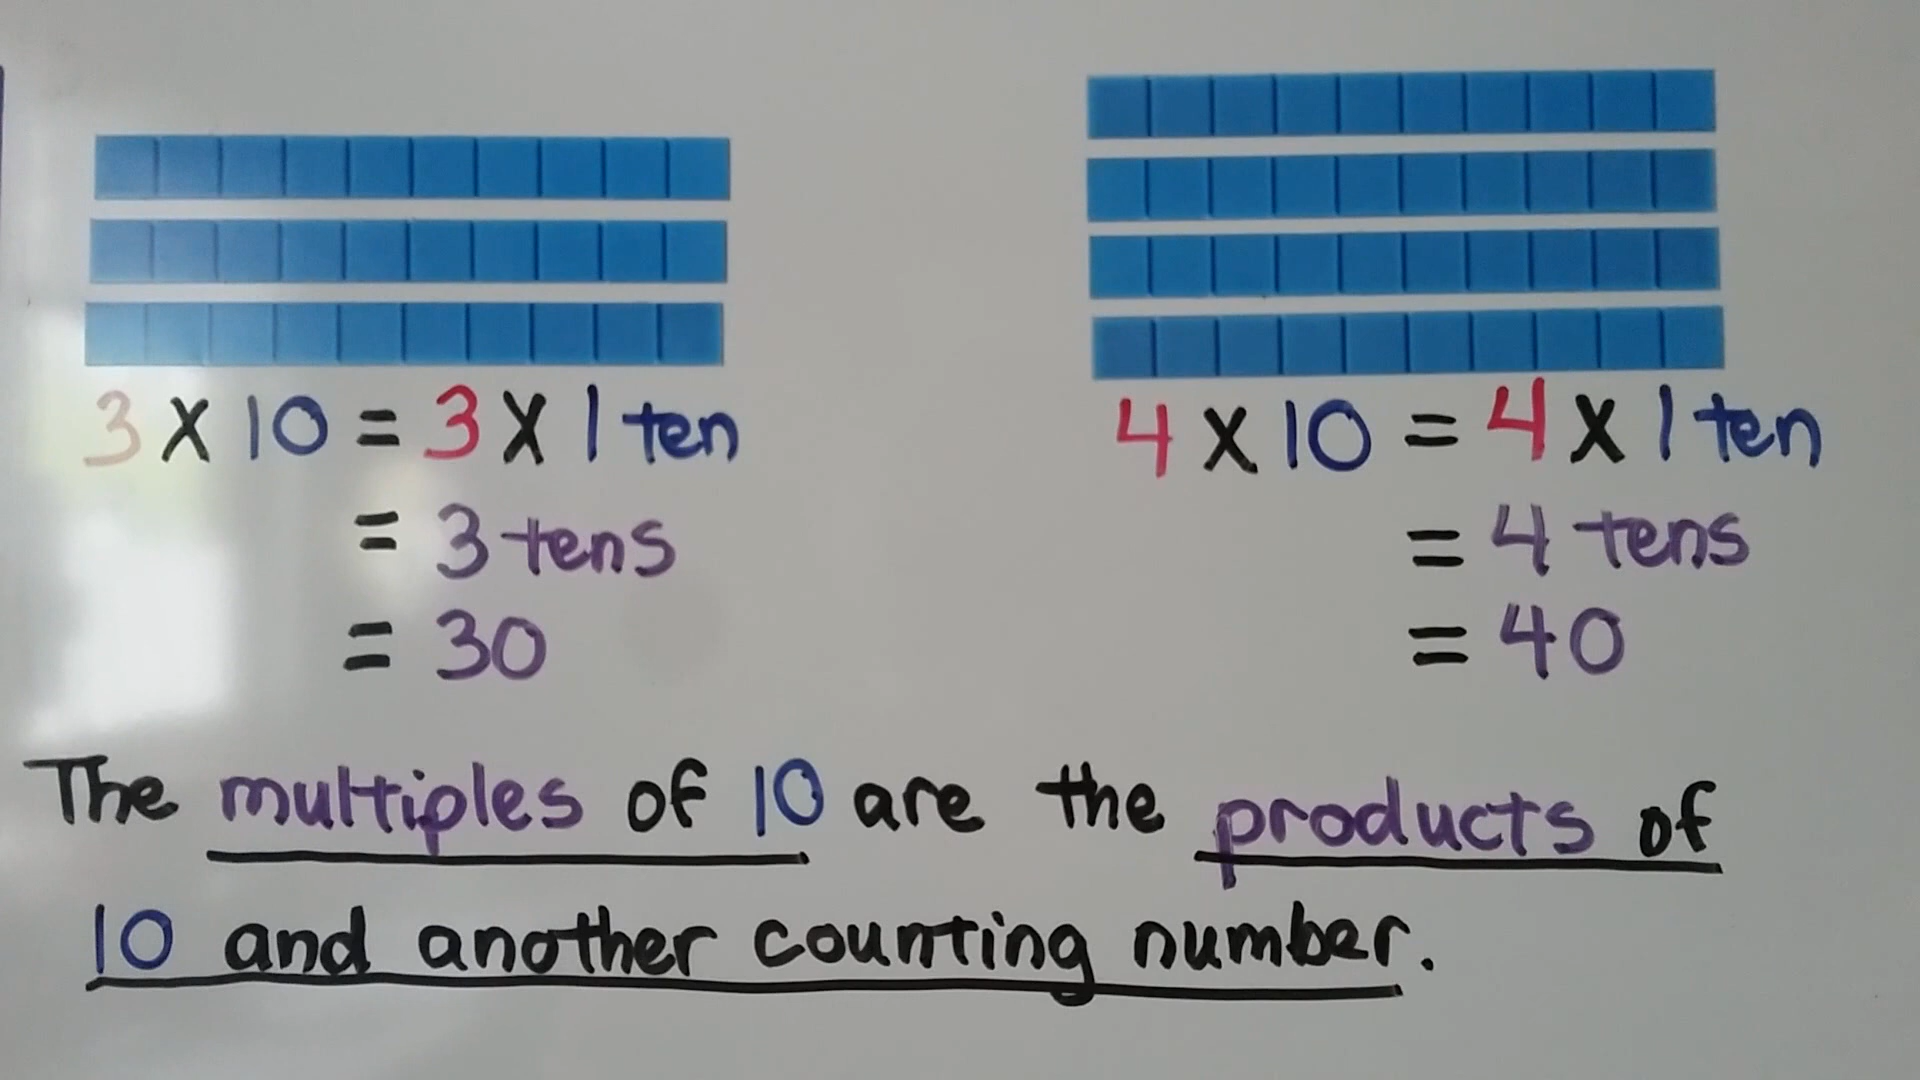 3 x 10 = 3 x 1 ten
= 3 tens
= 30
4 x 10 = 4 x 1 ten
= 4 tens
= 40
The multiples of 10 are the products of
10 and another counting number.